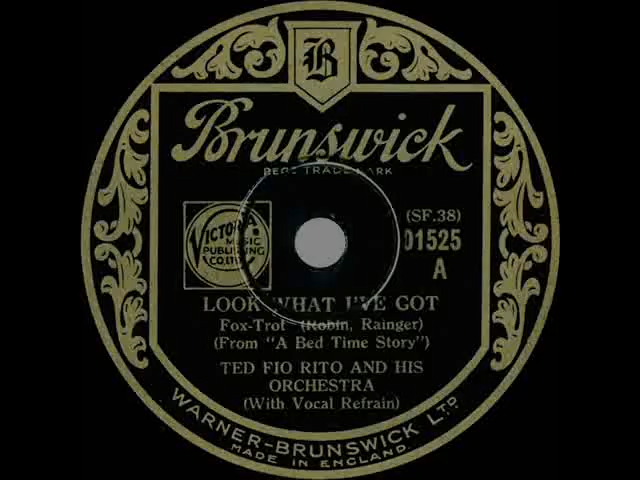 B
Brunswick
REGD TRADE MARK
(SF.38)
VICTORIA
MUSIC
PUBLISHING
CO. LTD.
01525
A
LOOK WHAT I'VE GOT
Fox-Trot (Robin, Rainger)
(From "A Bed Time Story")
TED FIO RITO AND HIS
ORCHESTRA
(With Vocal Refrain)
WARNER-BRUNSWICK LTD
MADE IN ENGLAND.